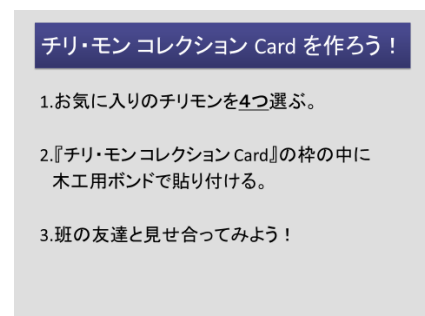 チリ・モン コレクション Card を作ろう！
1.お気に入りのチリモンを4つ選ぶ。
2.『チリ・モン コレクション Card』の枠の中に
木工用ボンドで貼り付ける。
3.班の友達と見せ合ってみよう！